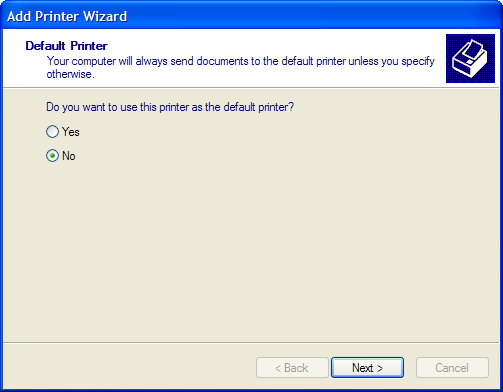 Add Printer Wizard
Default Printer
Your computer will always send documents to the default printer unless you specify
otherwise.
Do you want to use this printer as the default printer?
Yes
No
< Back
Next >
Cancel